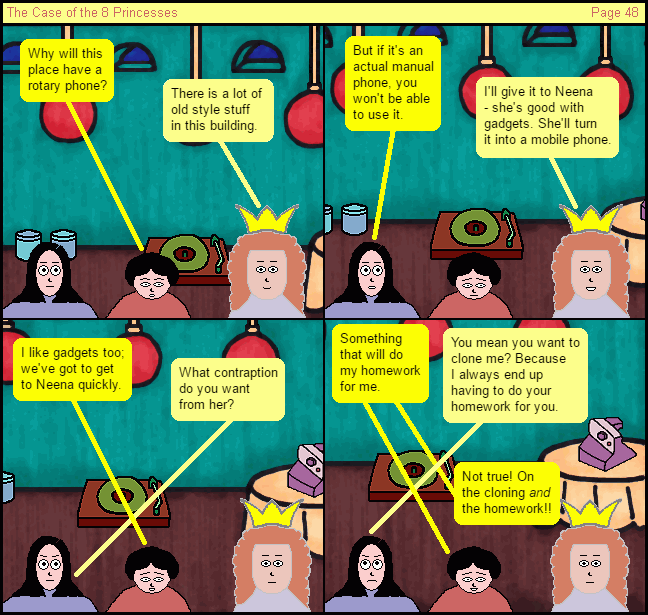 The Case of the 8 Princesses
Page 48
Why will this
place have a
rotary phone?
There is a lot of
old style stuff
in this building.
But if it's an
actual manual
phone, you
won't be able
to use it.
I'll give it to Neena
- she's good with
gadgets. She'll turn
it into a mobile phone.
I like gadgets too;
we've got to get
to Neena quickly.
What contraption
do you want
from her?
Something
that will do
my homework
for me.
You mean you want to
clone me? Because
I always end up
having to do your
homework for you.
Not true! On
the cloning and
the homework!!